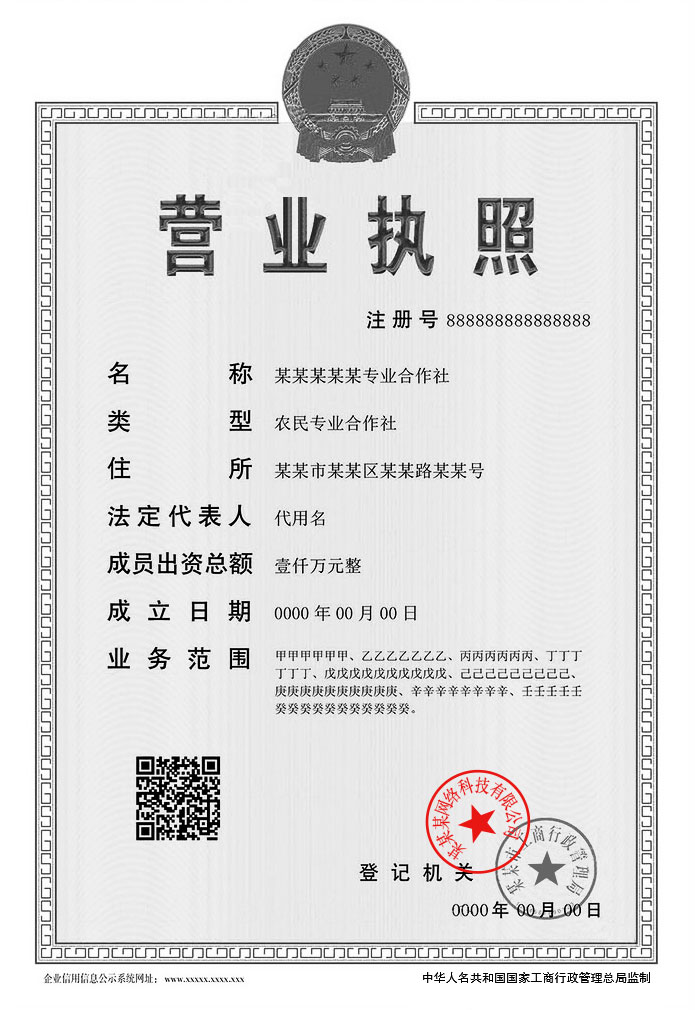 营业执照
注册号 888888888888888
名称 某某某某某专业合作社
类型 农民专业合作社
住所 某某市某某区某某路某某号
法定代表人 代用名
成员出资总额 壹仟万元整
成立日期 0000 年 00 月 00 日
业务范围 甲甲甲甲甲甲、乙乙乙乙乙乙乙、丙丙丙丙丙丙、丁丁丁
丁丁丁、戊戊戊戊戊戊戊戊戊戊、己己己己己己己己己、
庚庚庚庚庚庚庚庚庚庚、辛辛辛辛辛辛辛辛、壬壬壬壬壬
癸癸癸癸癸癸癸癸癸癸癸。
某某某网络科技有限公司
某某市工商行政管理局
登记机关
0000 年 00 月 00 日
企业信用信息公示系统网址； www.xxxxx.xxxx.xxx
中华人名共和国国家工商行政管理总局监制